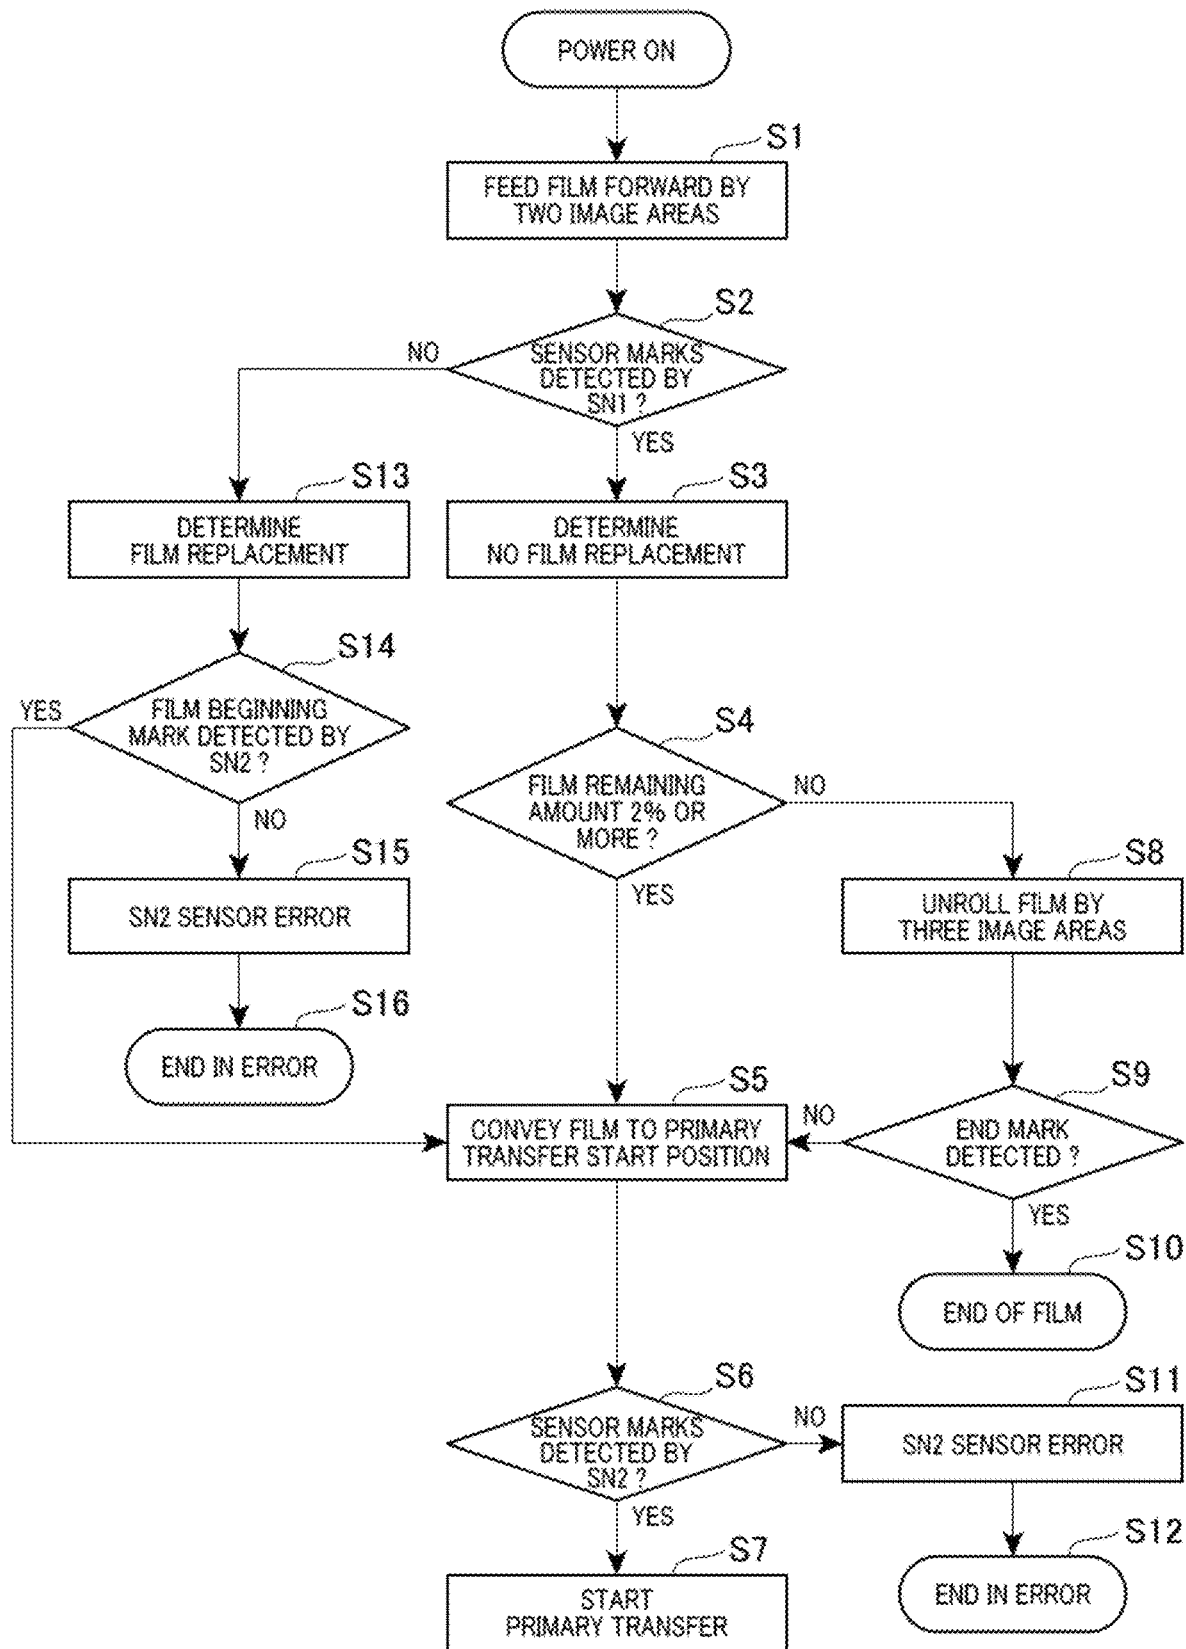 POWER ON
S1
FEED FILM FORWARD BY
TWO IMAGE AREAS
S2
NO
SENSOR MARKS
DETECTED BY
SN1 ?
YES
S13
S3
DETERMINE
FILM REPLACEMENT
DETERMINE
NO FILM REPLACEMENT
S14
YES
FILM BEGINNING
MARK DETECTED BY
SN2 ?
NO
S4
FILM REMAINING
AMOUNT 2% OR
MORE ?
NO
YES
S15
SN2 SENSOR ERROR
S8
UNROLL FILM BY
THREE IMAGE AREAS
S16
END IN ERROR
S5
CONVEY FILM TO PRIMARY
TRANSFER START POSITION
S9
NO
END MARK
DETECTED ?
YES
S10
END OF FILM
S6
SENSOR MARKS
DETECTED BY
SN2 ?
NO
YES
S11
SN2 SENSOR ERROR
S7
START
PRIMARY TRANSFER
S12
END IN ERROR